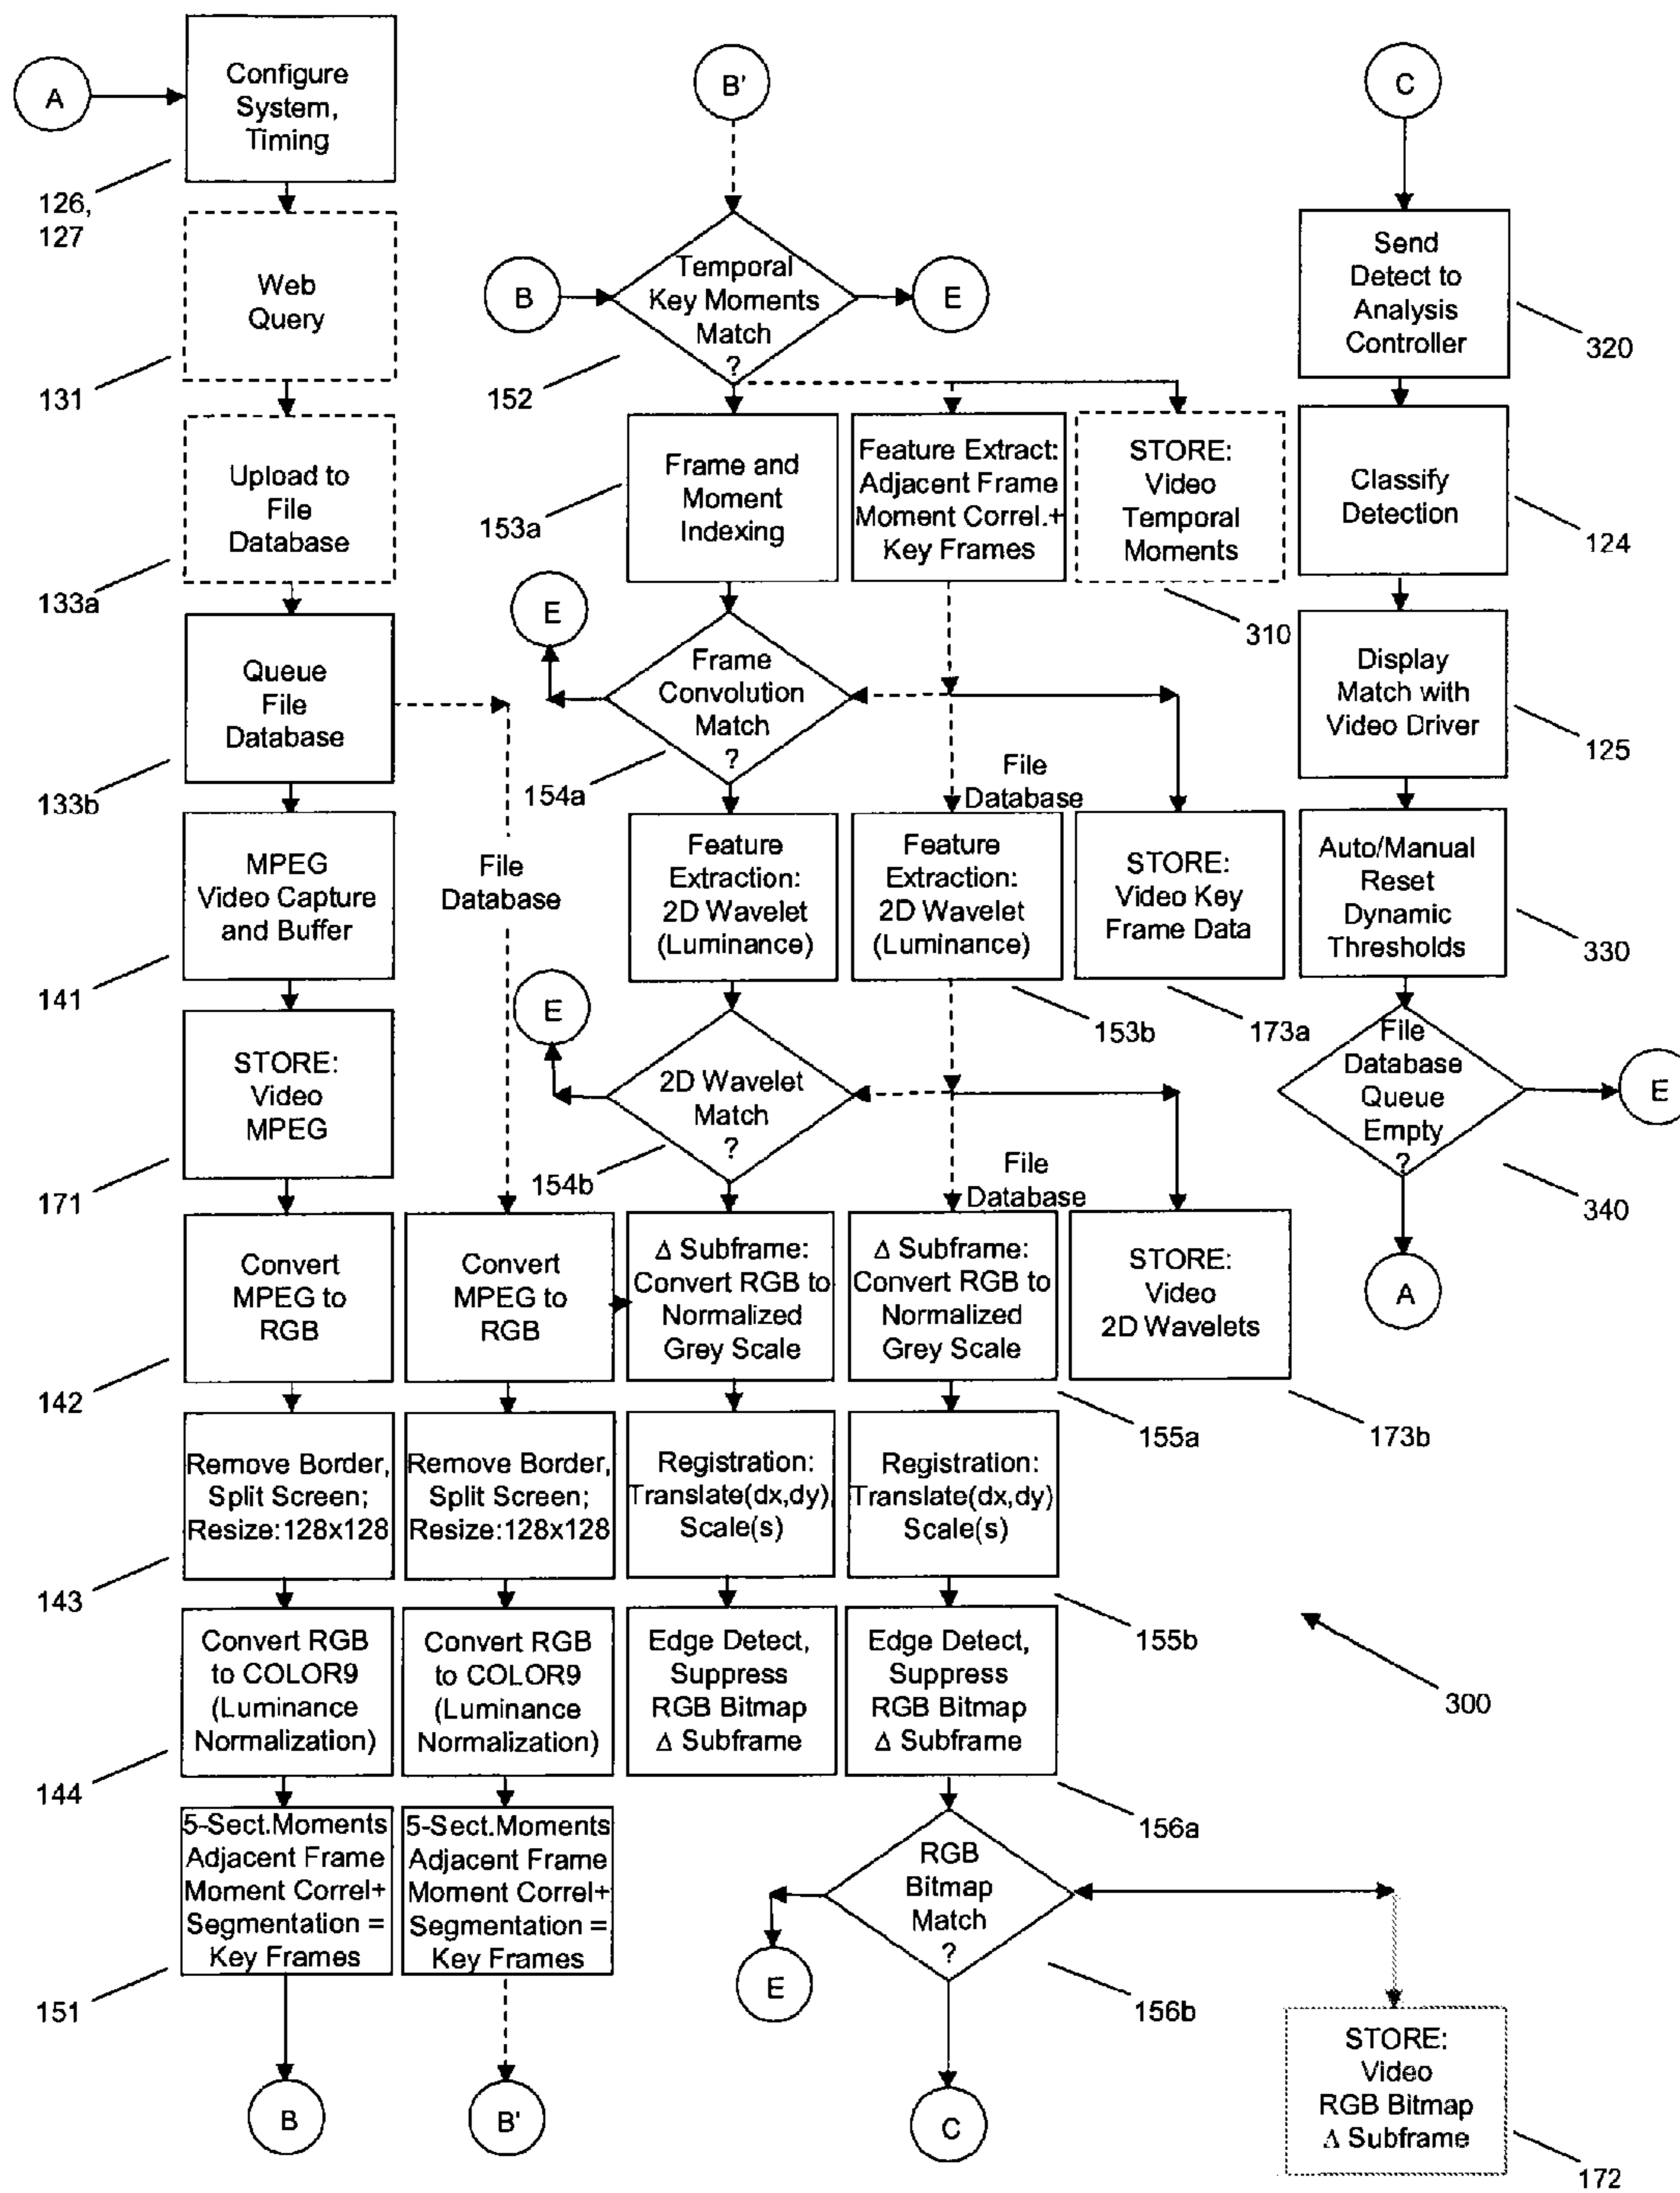 A
Configure
System,
Timing
126,
127
Web
Query
131
Upload to
File
Database
133a
Queue
File
Database
133b
MPEG
Video Capture
and Buffer
141
STORE:
Video
MPEG
171
Convert
MPEG to
RGB
142
Remove Border,
Split Screen;
Resize:128x128
143
Convert RGB
to COLOR9
(Luminance
Normalization)
144
5-Sect.Moments
Adjacent Frame
Moment Correl+
Segmentation =
Key Frames
151
B
File
Database
Convert
MPEG to
RGB
Remove Border,
Split Screen;
Resize:128x128
Convert RGB
to COLOR9
(Luminance
Normalization)
5-Sect.Moments
Adjacent Frame
Moment Correl+
Segmentation =
Key Frames
B'
B'
B
Temporal
Key Moments
Match
?
E
152
Frame and
Moment
Indexing
153a
E
Frame
Convolution
Match
?
154a
Feature
Extraction:
2D Wavelet
(Luminance)
E
2D Wavelet
Match
?
154b
Δ Subframe:
Convert RGB to
Normalized
Grey Scale
Registration:
Translate(dx,dy)
Scale(s)
Edge Detect,
Suppress
RGB Bitmap
Δ Subframe
Feature Extract:
Adjacent Frame
Moment Correl.+
Key Frames
File
Database
Feature
Extraction:
2D Wavelet
(Luminance)
153b
File
Database
Δ Subframe:
Convert RGB to
Normalized
Grey Scale
155a
Registration:
Translate(dx,dy)
Scale(s)
155b
Edge Detect,
Suppress
RGB Bitmap
Δ Subframe
156a
RGB
Bitmap
Match
?
156b
E
C
STORE:
Video
Temporal
Moments
310
STORE:
Video Key
Frame Data
173a
STORE:
Video
2D Wavelets
173b
C
Send
Detect to
Analysis
Controller
320
Classify
Detection
124
Display
Match with
Video Driver
125
Auto/Manual
Reset
Dynamic
Thresholds
330
File
Database
Queue
Empty
?
340
E
A
300
STORE:
Video
RGB Bitmap
Δ Subframe
172